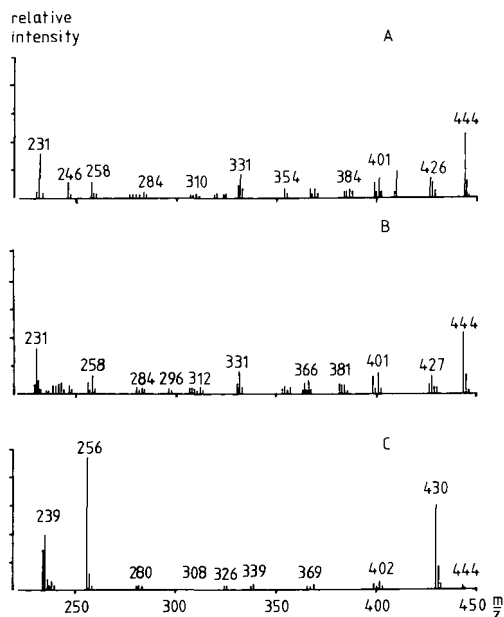 relative
intensity
A
231 246 258 284 310 331 354 384 401 426 444
B
231 258 284 296 312 331 366 381 401 427 444
C
239 256 280 308 326 339 369 402 430 444
250 300 350 400 450 m/z